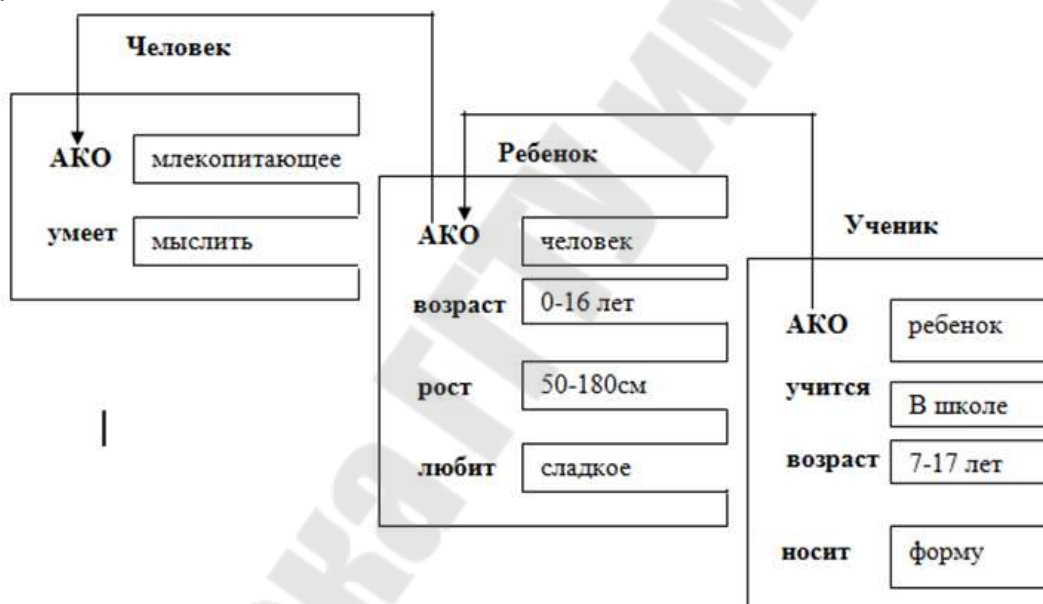 Человек
АКО млекопитающее
умеет мыслить
Ребенок
АКО человек
возраст 0-16 лет
рост 50-180см
любит сладкое
Ученик
АКО ребенок
учится В школе
возраст 7-17 лет
носит форму